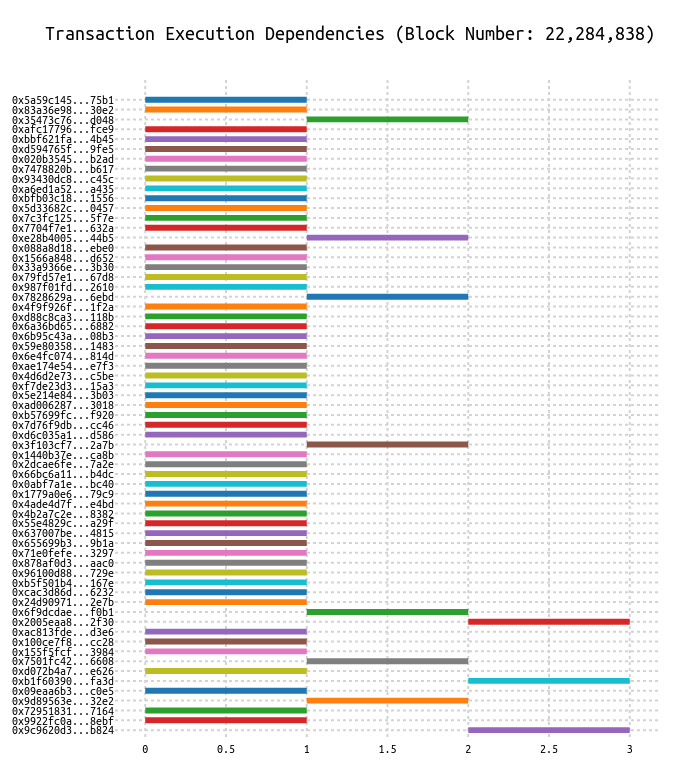 Transaction Execution Dependencies (Block Number: 22,284,838)
0x5a59c145...75b1
0x83a36e98...30e2
0x35473c76...d048
0xafc17796...fce9
0xbbf621fa...4b45
0xd594765f...9fe5
0x020b3545...b2ad
0x7478820b...b617
0x93430dc8...c45c
0xa6ed1a52...a435
0xbfb03c18...1556
0x5d33682c...0457
0x7c3fc125...5f7e
0x7704f7e1...632a
0xe28b4005...44b5
0x088a8d18...ebe0
0x1566a848...d652
0x33a9366e...3b30
0x79fd57e1...67d8
0x987f01fd...2610
0x7828629a...6ebd
0x4f9f926f...1f2a
0xd88c8ca3...118b
0x6a36bd65...6882
0x6b95c43a...08b3
0x59e80358...1483
0x6e4fc074...814d
0xae174e54...e7f3
0x4d6d2e73...c5be
0xf7de23d3...15a3
0x5e214e84...3b03
0xad006287...3018
0xb57699fc...f920
0x7d76f9db...cc46
0xd6c035a1...d586
0x3f103cf7...2a7b
0x1440b37e...ca8b
0x2dcae6fe...7a2e
0x66bc6a11...b4dc
0x0abf7a1e...bc40
0x1779a0e6...79c9
0x4ade4d7f...e4bd
0x4b2a7c2e...8382
0x55e4829c...a29f
0x637007be...4815
0x655699b3...9b1a
0x71e0fefe...3297
0x878af0d3...aac0
0x96100d88...729e
0xb5f501b4...167e
0xcac3d86d...6232
0x24d90971...2e7b
0x6f9dcdae...f0b1
0x2005eaa8...2f30
0xac813fde...d3e6
0x100ce7f8...cc28
0x155f5fcf...3984
0x7501fc42...6608
0xd072b4a7...e626
0xb1f60390...fa3d
0x09eaa6b3...c0e5
0x9d89563e...32e2
0x72951831...7164
0x9922fc0a...8ebf
0x9c9620d3...b824
0 0.5 1 1.5 2 2.5 3